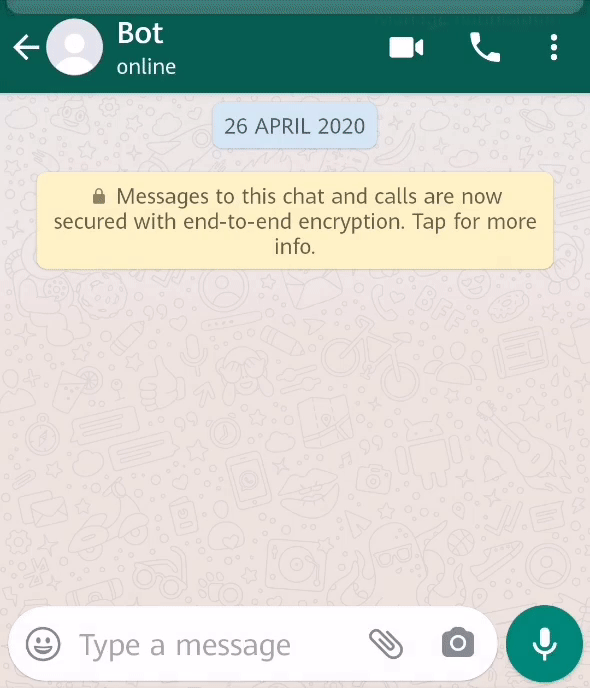 Bot
online
26 APRIL 2020
Messages to this chat and calls are now
secured with end-to-end encryption. Tap for more
info.
Type a message